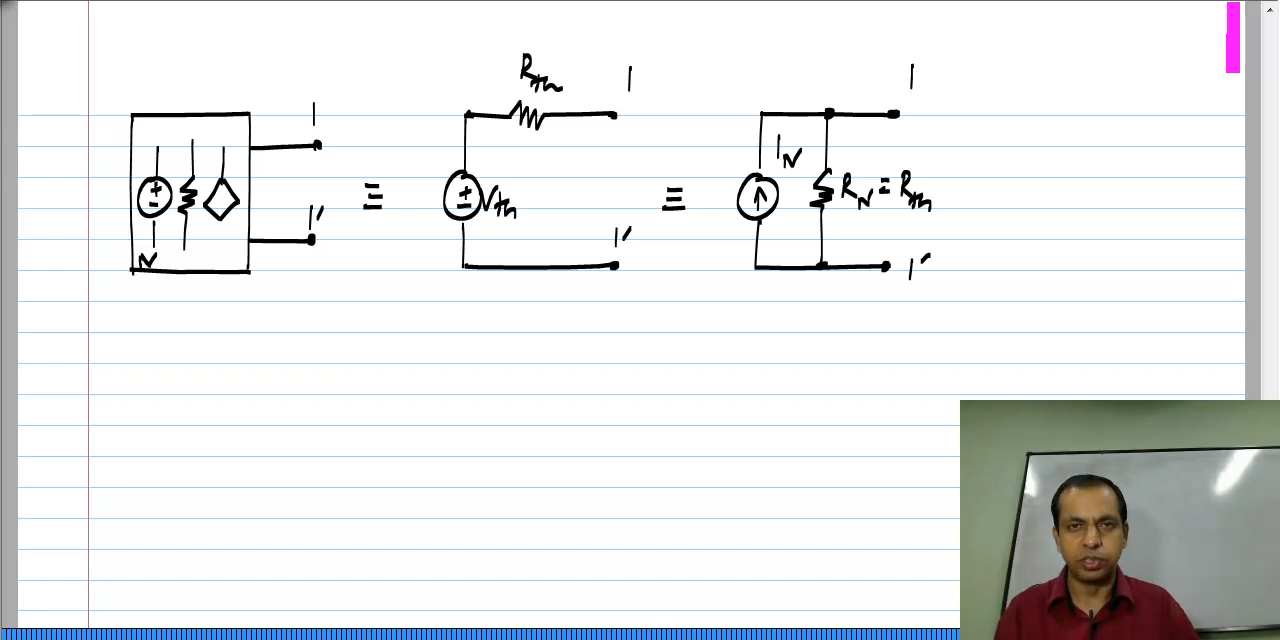 1
1'
+
-
N
≡
R_th
1
+
-
V_th
1'
≡
1
I_N
R_N = R_th
1'